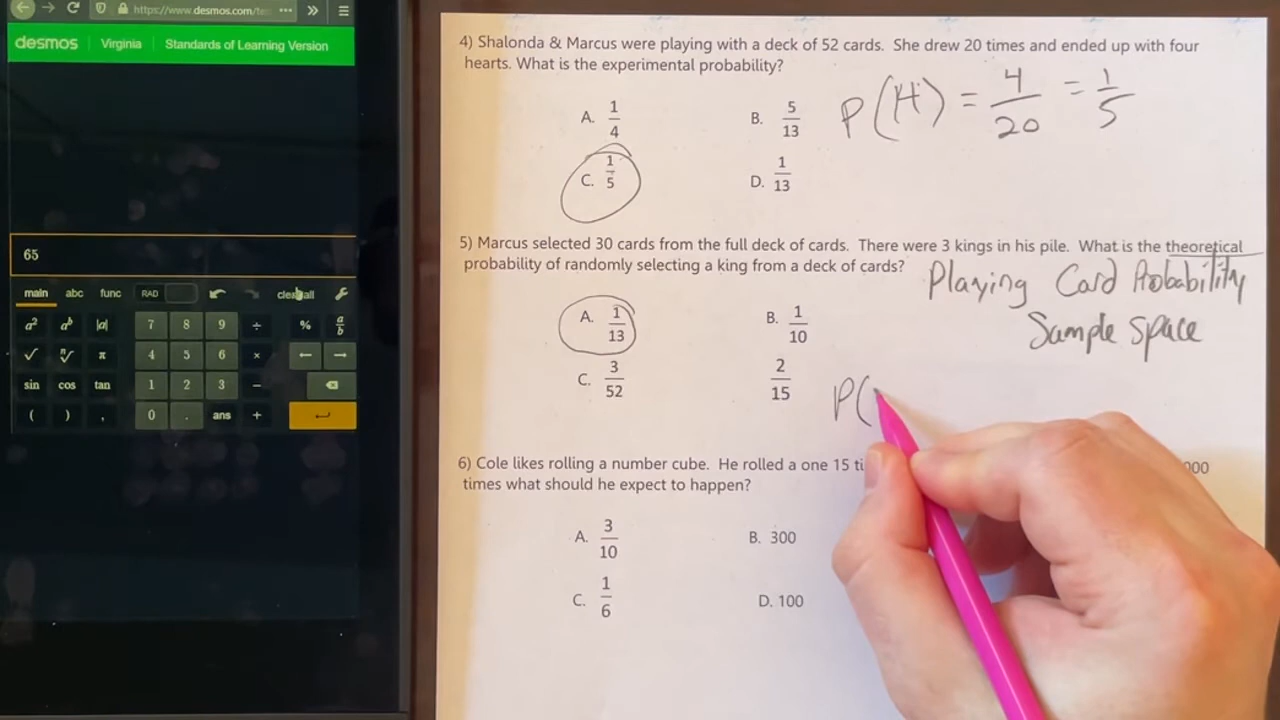 https://www.desmos.com/tes
desmos Virginia Standards of Learning Version
65
main abc func RAD clear all
a² aᵇ |a| 7 8 9 ÷ % a/b
√ ⁿ√ π 4 5 6 × ← →
sin cos tan 1 2 3 −
( ) , 0 . ans +
4) Shalonda & Marcus were playing with a deck of 52 cards. She drew 20 times and ended up with four
hearts. What is the experimental probability?
P(H) = 4/20 = 1/5
A. 1/4 B. 5/13
C. 1/5 D. 1/13
5) Marcus selected 30 cards from the full deck of cards. There were 3 kings in his pile. What is the theoretical
probability of randomly selecting a king from a deck of cards?
Playing Card Probability
Sample Space
A. 1/13 B. 1/10
C. 3/52 2/15
P(
6) Cole likes rolling a number cube. He rolled a one 15 ti 000
times what should he expect to happen?
A. 3/10 B. 300
C. 1/6 D. 100